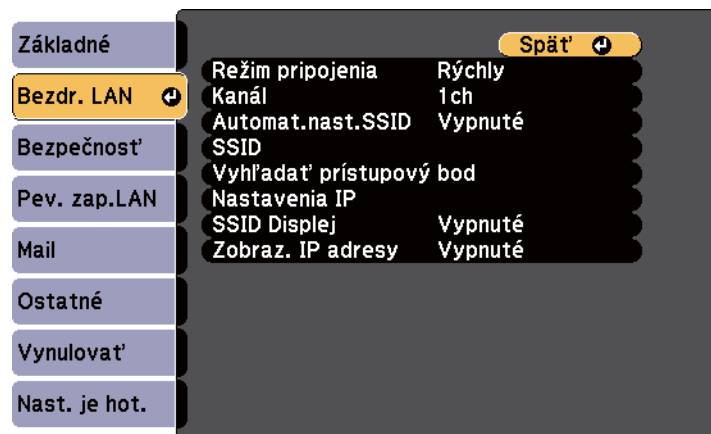 Základné
Bezdr. LAN
Bezpečnosť
Pev. zap.LAN
Mail
Ostatné
Vynulovať
Nast. je hot.
Späť
Režim pripojenia Rýchly
Kanál 1ch
Automat.nast.SSID Vypnuté
SSID
Vyhľadať prístupový bod
Nastavenia IP
SSID Displej Vypnuté
Zobraz. IP adresy Vypnuté